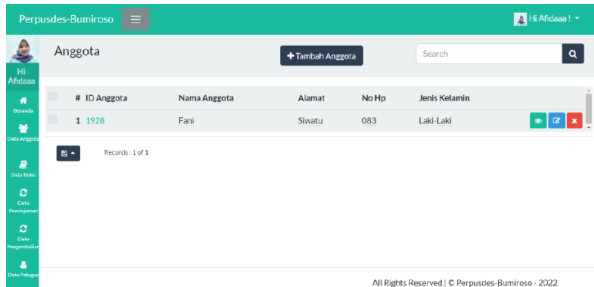 Perpusdes-Bumiroso
Hi Afidaaa !
Hi
Afidaaa
Beranda
Data Anggota
Data Buku
Data
Peminjaman
Data
Pengembalian
Data Petugas
Anggota
Tambah Anggota
Search
# ID Anggota Nama Anggota Alamat No Hp Jenis Kelamin
1 1928 Fani Siwatu 083 Laki-Laki
Records : 1 of 1
All Rights Reserved | © Perpusdes-Bumiroso - 2022